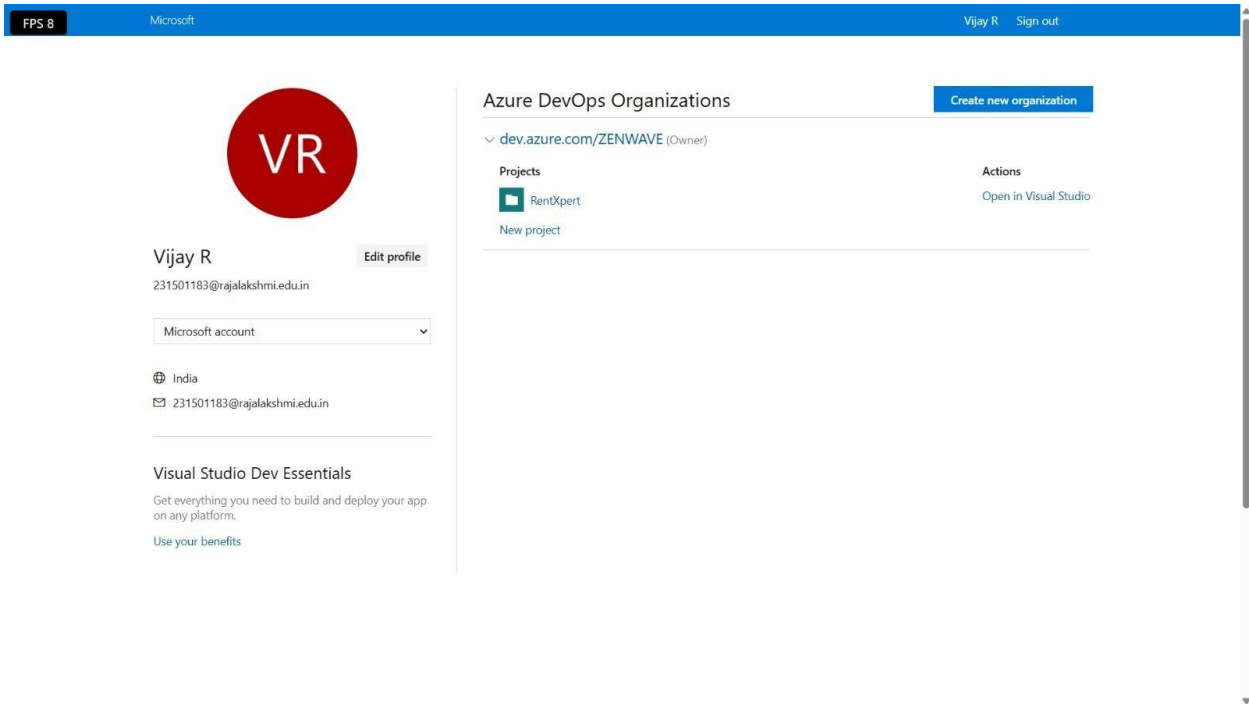 FPS 8
Microsoft
Vijay R Sign out
VR
Vijay R
Edit profile
231501183@rajalakshmi.edu.in
Microsoft account
India
231501183@rajalakshmi.edu.in
Visual Studio Dev Essentials
Get everything you need to build and deploy your app
on any platform.
Use your benefits
Azure DevOps Organizations
Create new organization
dev.azure.com/ZENWAVE (Owner)
Projects
Actions
RentXpert
Open in Visual Studio
New project